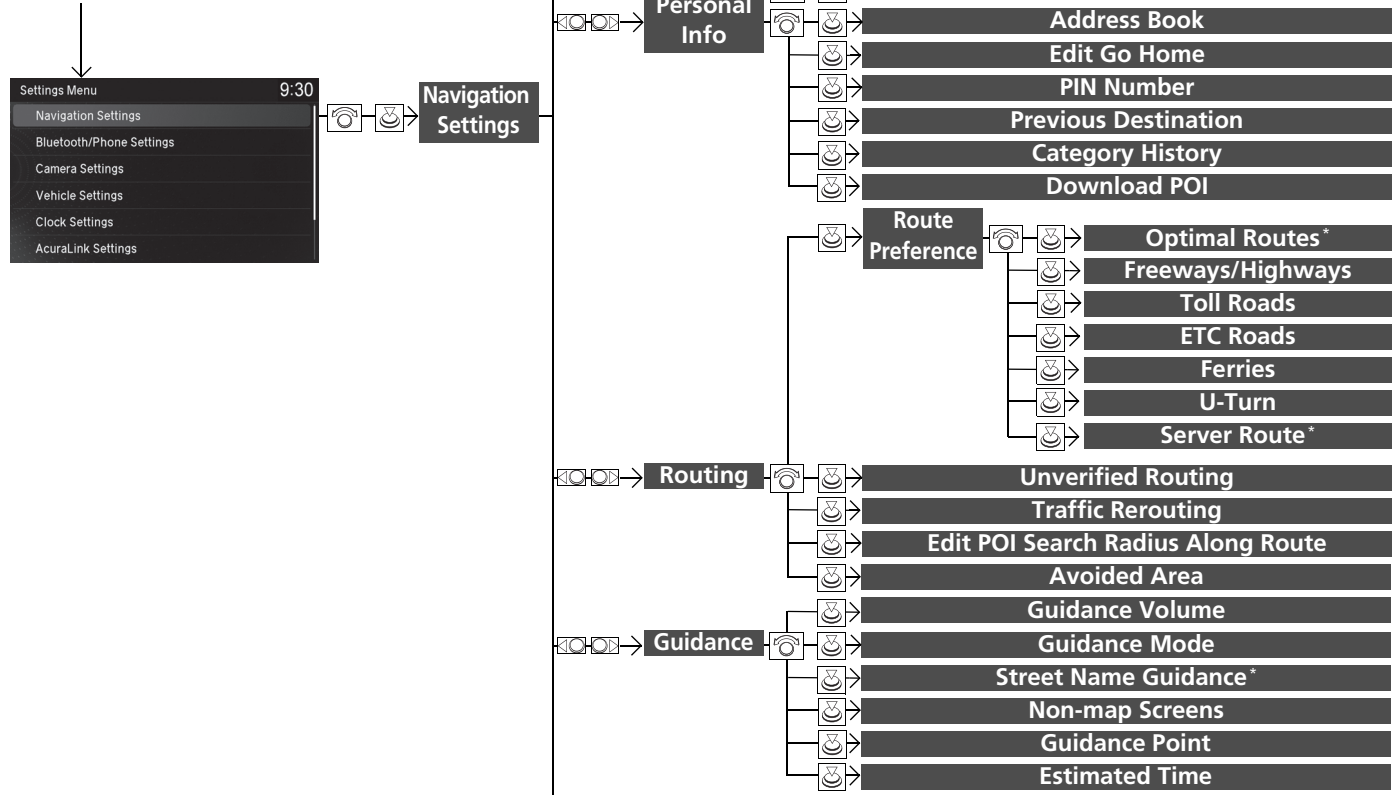 Personal
Info
Address Book
Edit Go Home
PIN Number
Previous Destination
Category History
Download POI
Settings Menu 9:30
Navigation Settings
Bluetooth/Phone Settings
Camera Settings
Vehicle Settings
Clock Settings
AcuraLink Settings
Navigation
Settings
Route
Preference
Optimal Routes*
Freeways/Highways
Toll Roads
ETC Roads
Ferries
U-Turn
Server Route*
Routing
Unverified Routing
Traffic Rerouting
Edit POI Search Radius Along Route
Avoided Area
Guidance
Guidance Volume
Guidance Mode
Street Name Guidance*
Non-map Screens
Guidance Point
Estimated Time